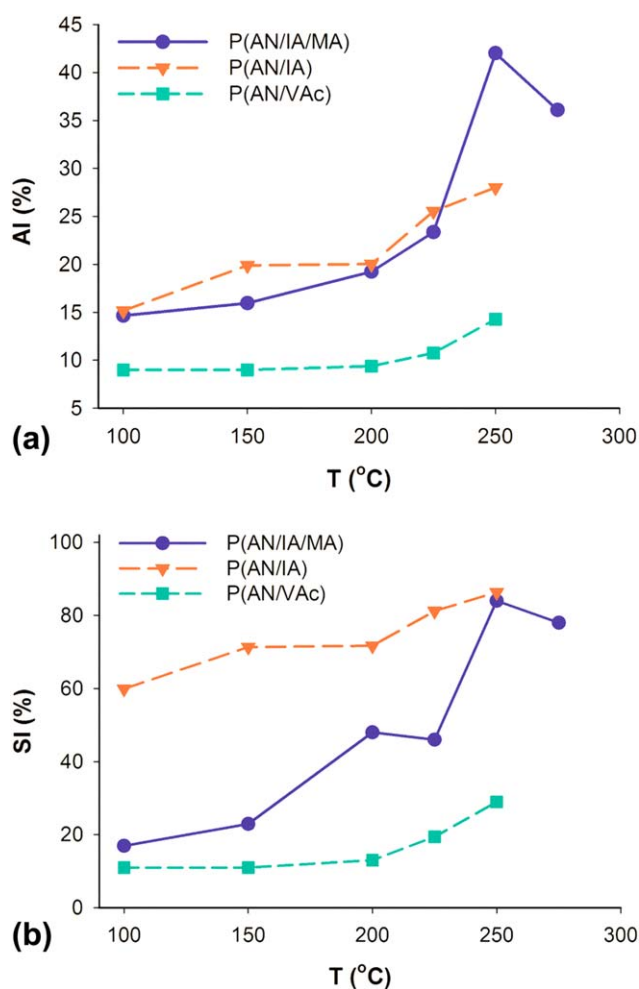 45
40
35
30
25
20
15
10
5
AI (%)
P(AN/IA/MA)
P(AN/IA)
P(AN/VAc)
100 150 200 250 300
T (°C)
(a)
100
80
60
40
20
0
SI (%)
P(AN/IA/MA)
P(AN/IA)
P(AN/VAc)
100 150 200 250 300
T (°C)
(b)